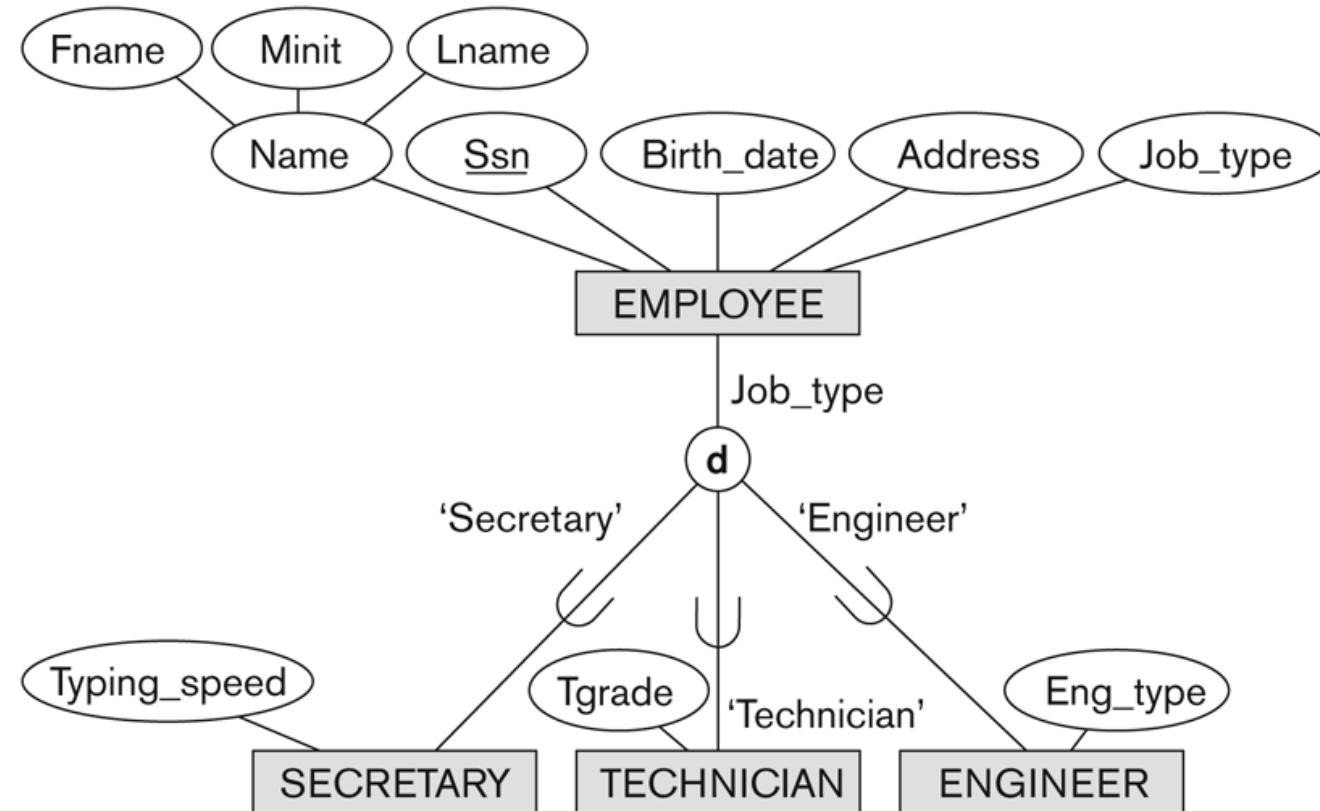 Fname Minit Lname
Name Ssn Birth_date Address Job_type
EMPLOYEE
Job_type
d
‘Secretary’ ‘Engineer’
Typing_speed Tgrade Eng_type
‘Technician’
SECRETARY TECHNICIAN ENGINEER